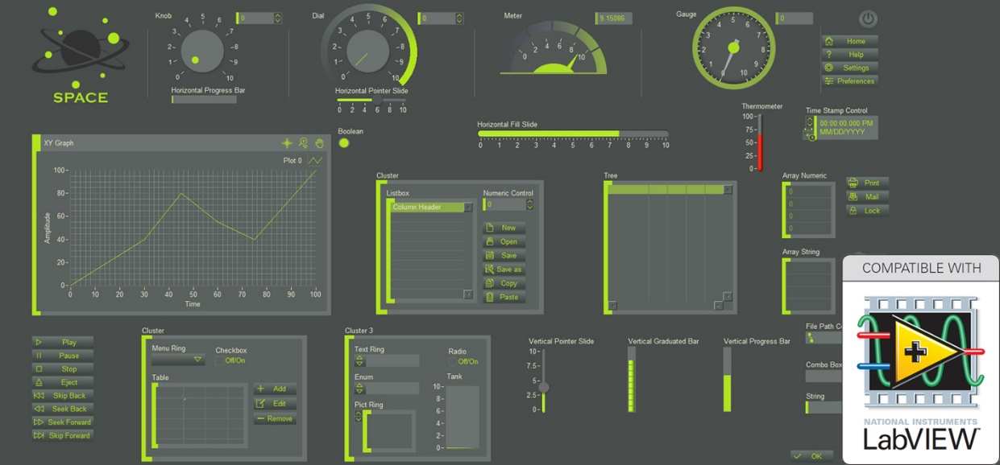 SPACE
Knob
0
0
1
2
3
4
5
6
7
8
9
10
Horizontal Progress Bar
Dial
0
0
1
2
3
4
5
6
7
8
9
10
Horizontal Pointer Slide
0 2 4 6 8 10
Meter
9.15086
0 2 4 6 8 10
Gauge
0
0
1
2
3
4
5
6
7
8
9
10
Home
Help
Settings
Preferences
Boolean
Horizontal Fill Slide
0 1 2 3 4 5 6 7 8 9 10
Thermometer
100
75
50
25
0
Time Stamp Control
00:00:00.000 PM
MM/DD/YYYY
XY Graph
Plot 0
Amplitude
100
80
60
40
20
0
0 10 20 30 40 50 60 70 80 90 100
Time
Cluster
Listbox
Column Header
Numeric Control
0
New
Open
Save
Save as
Copy
Paste
Tree
Array Numeric
0
0
0
0
Print
Mail
Lock
Array String
Play
Pause
Stop
Eject
Skip Back
Seek Back
Seek Forward
Skip Forward
Cluster
Menu Ring
Checkbox
Off/On
Table
Add
Edit
Remove
Cluster 3
Text Ring
Enum
Pict Ring
Radio
Off/On
Tank
10
8
6
4
2
0
Vertical Pointer Slide
10
7.5
5
2.5
0
Vertical Graduated Bar
Vertical Progress Bar
File Path C
Combo Box
String
OK
COMPATIBLE WITH
NATIONAL INSTRUMENTS
LabVIEW™